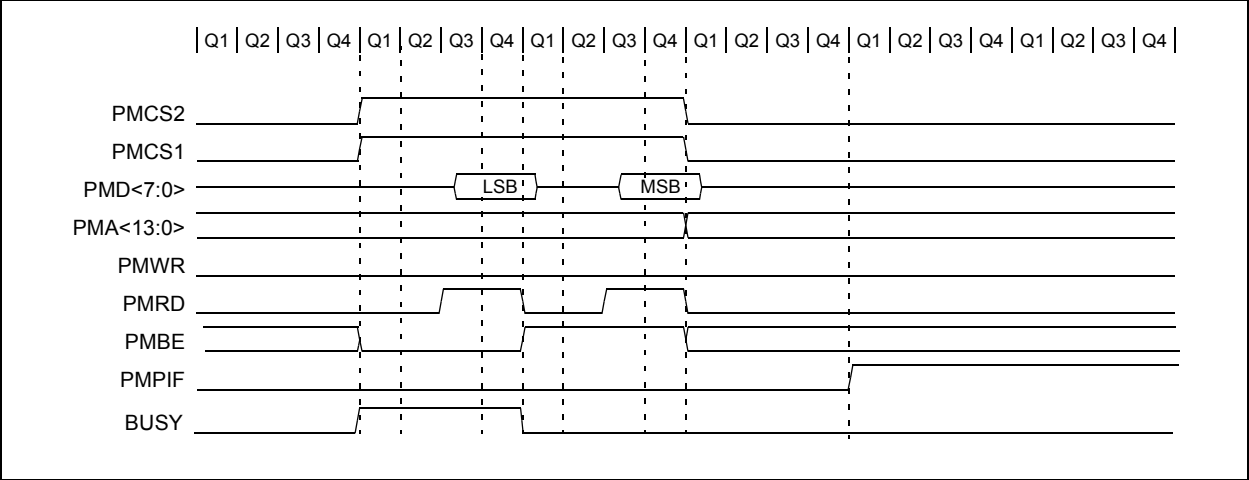 Q1 Q2 Q3 Q4 Q1 Q2 Q3 Q4 Q1 Q2 Q3 Q4 Q1 Q2 Q3 Q4 Q1 Q2 Q3 Q4 Q1 Q2 Q3 Q4
PMCS2
PMCS1
PMD<7:0> LSB MSB
PMA<13:0>
PMWR
PMRD
PMBE
PMPIF
BUSY